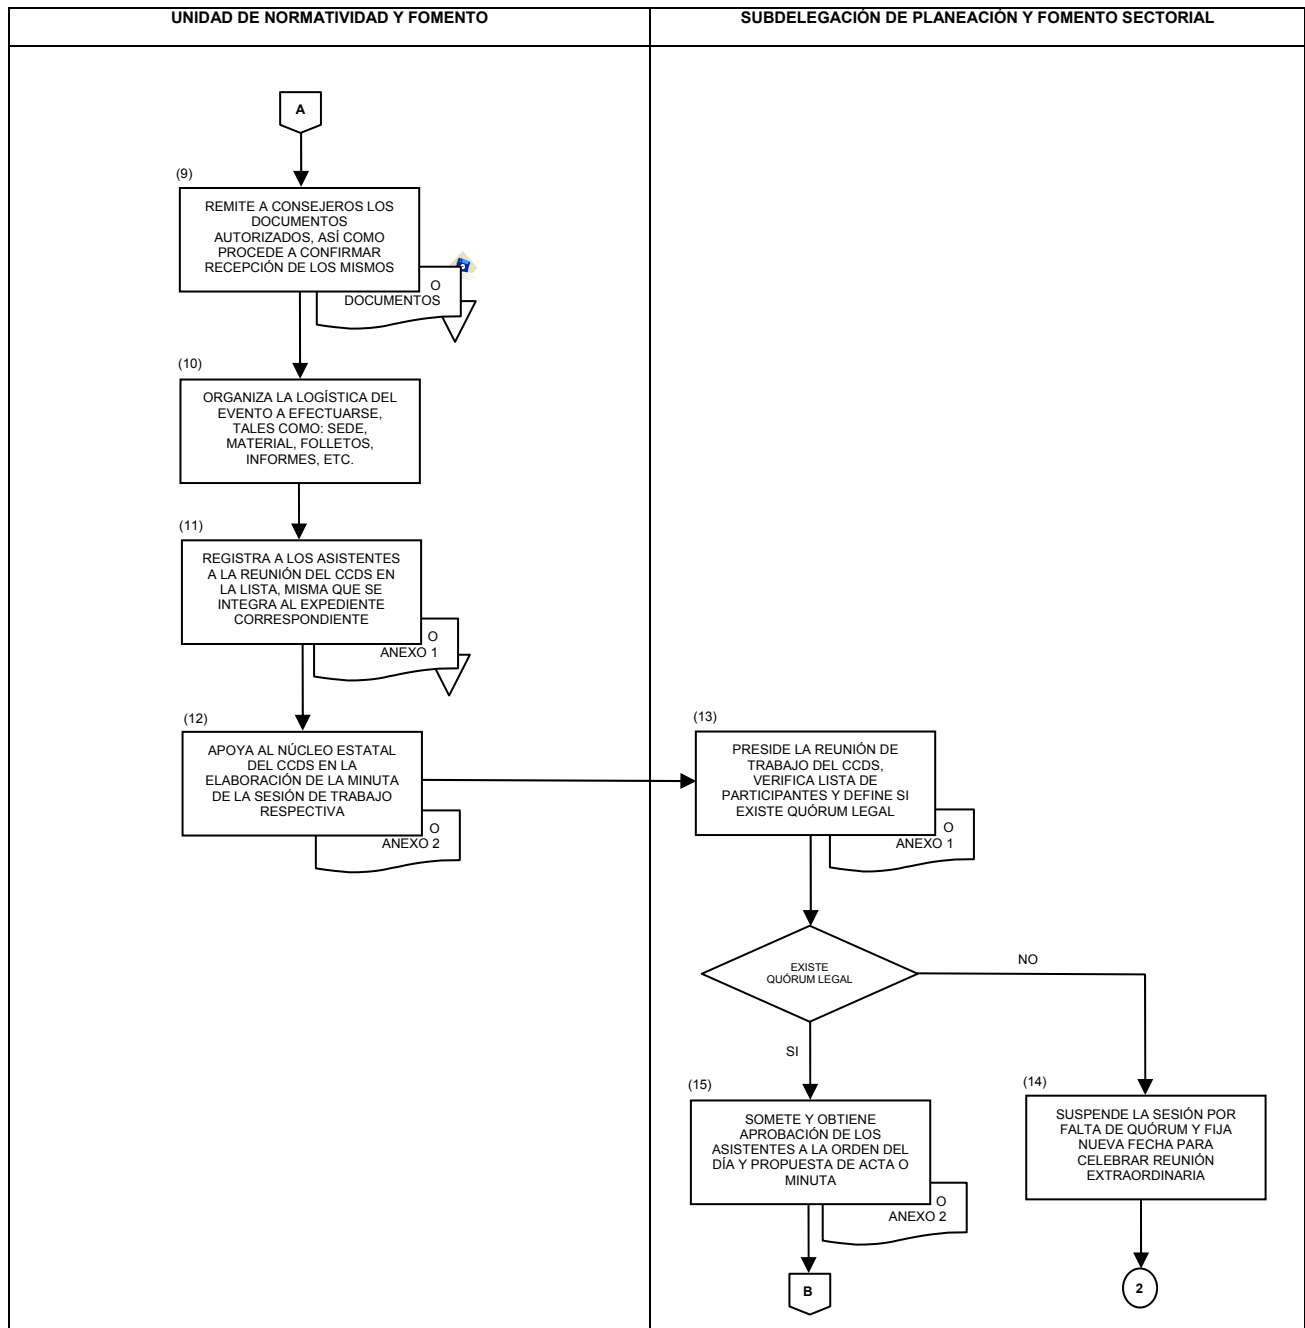 UNIDAD DE NORMATIVIDAD Y FOMENTO
SUBDELEGACIÓN DE PLANEACIÓN Y FOMENTO SECTORIAL
A
(9)
REMITE A CONSEJEROS LOS
DOCUMENTOS
AUTORIZADOS, ASÍ COMO
PROCEDE A CONFIRMAR
RECEPCIÓN DE LOS MISMOS
O
DOCUMENTOS
(10)
ORGANIZA LA LOGÍSTICA DEL
EVENTO A EFECTUARSE,
TALES COMO: SEDE,
MATERIAL, FOLLETOS,
INFORMES, ETC.
(11)
REGISTRA A LOS ASISTENTES
A LA REUNIÓN DEL CCDS EN
LA LISTA, MISMA QUE SE
INTEGRA AL EXPEDIENTE
CORRESPONDIENTE
O
ANEXO 1
(12)
APOYA AL NÚCLEO ESTATAL
DEL CCDS EN LA
ELABORACIÓN DE LA MINUTA
DE LA SESIÓN DE TRABAJO
RESPECTIVA
O
ANEXO 2
(13)
PRESIDE LA REUNIÓN DE
TRABAJO DEL CCDS,
VERIFICA LISTA DE
PARTICIPANTES Y DEFINE SI
EXISTE QUÓRUM LEGAL
O
ANEXO 1
EXISTE
QUÓRUM LEGAL
NO
SI
(15)
SOMETE Y OBTIENE
APROBACIÓN DE LOS
ASISTENTES A LA ORDEN DEL
DÍA Y PROPUESTA DE ACTA O
MINUTA
O
ANEXO 2
B
(14)
SUSPENDE LA SESIÓN POR
FALTA DE QUÓRUM Y FIJA
NUEVA FECHA PARA
CELEBRAR REUNIÓN
EXTRAORDINARIA
2